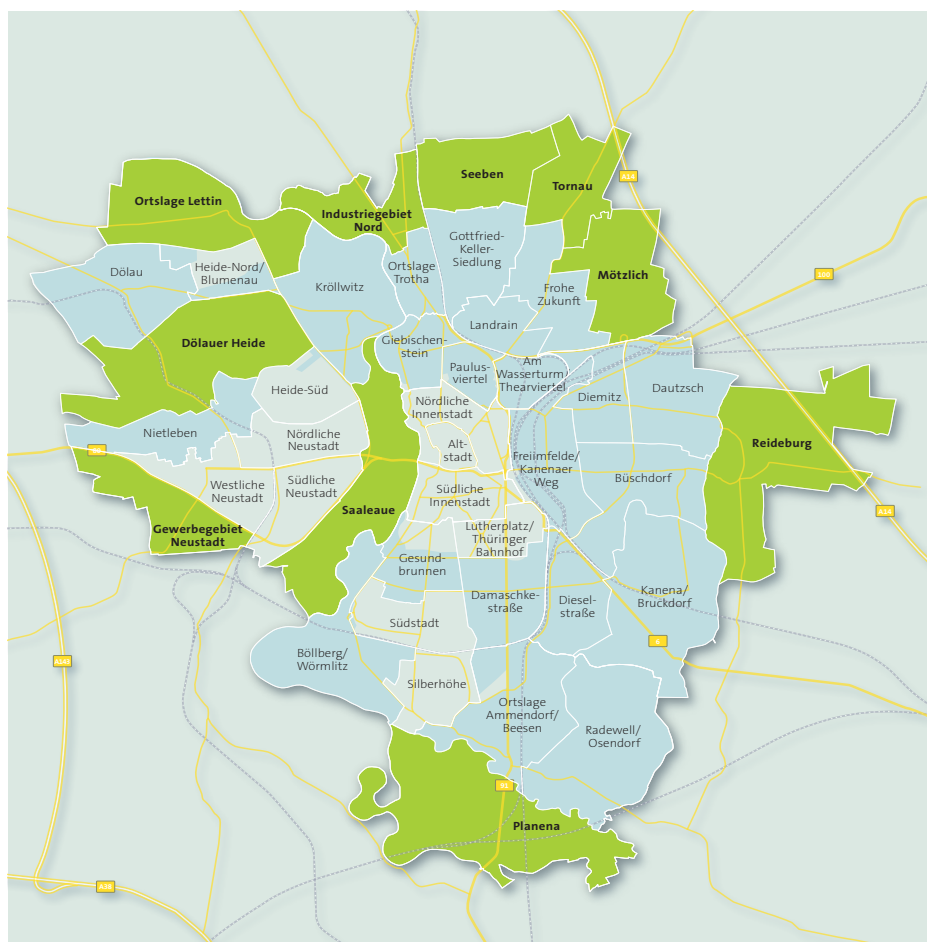 Seeben
A14
Tornau
Ortslage Lettin
Industriegebiet
Nord
Gottfried-
Keller-
Siedlung
Dölau
Heide-Nord/
Blumenau
Ortslage
Trotha
Mötzlich
100
Kröllwitz
Frohe
Zukunft
Landrain
Dölauer Heide
Giebischen-
stein
Paulus-
viertel
Am
Wasserturm/
Thearviertel
Heide-Süd
Diemitz
Dautzsch
Nördliche
Innenstadt
Nietleben
Nördliche
Neustadt
Alt-
stadt
Reideburg
80
Freiimfelde/
Kanenaer
Weg
Büschdorf
Westliche
Neustadt
Südliche
Neustadt
Südliche
Innenstadt
Saaleaue
A14
Gewerbegebiet
Neustadt
Lutherplatz/
Thüringer
Bahnhof
Gesund-
brunnen
Damaschke-
straße
Diesel-
straße
Kanena/
Bruckdorf
Südstadt
6
A143
Böllberg/
Wörmlitz
Silberhöhe
Ortslage
Ammendorf/
Beesen
Radewell/
Osendorf
91
Planena
A38